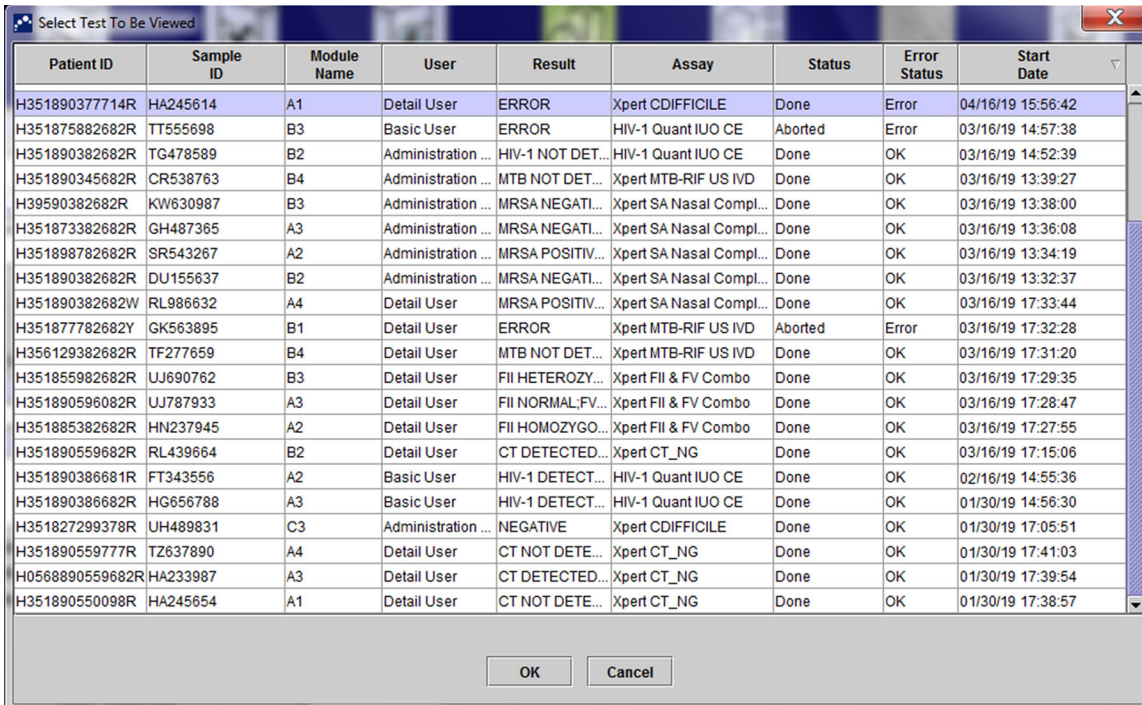 Select Test To Be Viewed
Patient ID Sample ID Module Name User Result Assay Status Error Status Start Date
H351890377714R HA245614 A1 Detail User ERROR Xpert CDIFFICILE Done Error 04/16/19 15:56:42
H351875882682R TT555698 B3 Basic User ERROR HIV-1 Quant IUO CE Aborted Error 03/16/19 14:57:38
H351890382682R TG478589 B2 Administration ... HIV-1 NOT DET... HIV-1 Quant IUO CE Done OK 03/16/19 14:52:39
H351890345682R CR538763 B4 Administration ... MTB NOT DET... Xpert MTB-RIF US IVD Done OK 03/16/19 13:39:27
H39590382682R KW630987 B3 Administration ... MRSA NEGATI... Xpert SA Nasal Compl... Done OK 03/16/19 13:38:00
H351873382682R GH487365 A3 Administration ... MRSA NEGATI... Xpert SA Nasal Compl... Done OK 03/16/19 13:36:08
H351898782682R SR543267 A2 Administration ... MRSA POSITIV... Xpert SA Nasal Compl... Done OK 03/16/19 13:34:19
H351890382682R DU155637 B2 Administration ... MRSA NEGATI... Xpert SA Nasal Compl... Done OK 03/16/19 13:32:37
H351890382682W RL986632 A4 Detail User MRSA POSITIV... Xpert SA Nasal Compl... Done OK 03/16/19 17:33:44
H351877782682Y GK563895 B1 Detail User ERROR Xpert MTB-RIF US IVD Aborted Error 03/16/19 17:32:28
H356129382682R TF277659 B4 Detail User MTB NOT DET... Xpert MTB-RIF US IVD Done OK 03/16/19 17:31:20
H351855982682R UJ690762 B3 Detail User FII HETEROZY... Xpert FII & FV Combo Done OK 03/16/19 17:29:35
H351890596082R UJ787933 A3 Detail User FII NORMAL;FV... Xpert FII & FV Combo Done OK 03/16/19 17:28:47
H351885382682R HN237945 A2 Detail User FII HOMOZYGO... Xpert FII & FV Combo Done OK 03/16/19 17:27:55
H351890559682R RL439664 B2 Detail User CT DETECTED... Xpert CT_NG Done OK 03/16/19 17:15:06
H351890386681R FT343556 A2 Basic User HIV-1 DETECT... HIV-1 Quant IUO CE Done OK 02/16/19 14:55:36
H351890386682R HG656788 A3 Basic User HIV-1 DETECT... HIV-1 Quant IUO CE Done OK 01/30/19 14:56:30
H351827299378R UH489831 C3 Administration ... NEGATIVE Xpert CDIFFICILE Done OK 01/30/19 17:05:51
H351890559777R TZ637890 A4 Detail User CT NOT DETE... Xpert CT_NG Done OK 01/30/19 17:41:03
H0568890559682R HA233987 A3 Detail User CT DETECTED... Xpert CT_NG Done OK 01/30/19 17:39:54
H351890550098R HA245654 A1 Detail User CT NOT DETE... Xpert CT_NG Done OK 01/30/19 17:38:57
OK Cancel